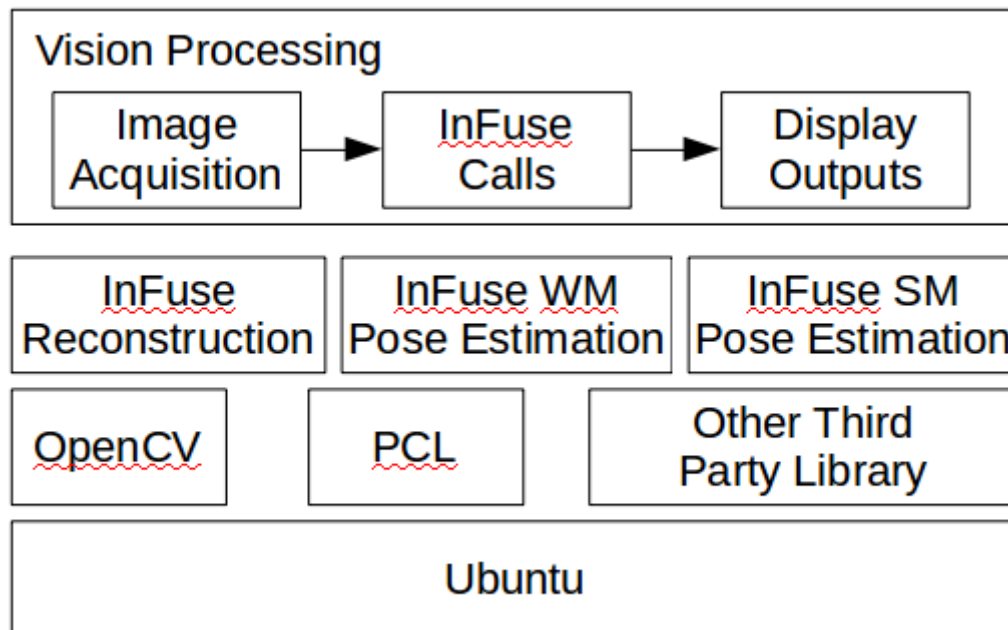 Vision Processing
Image
Acquisition
InFuse
Calls
Display
Outputs
InFuse
Reconstruction
InFuse WM
Pose Estimation
InFuse SM
Pose Estimation
OpenCV
PCL
Other Third
Party Library
Ubuntu